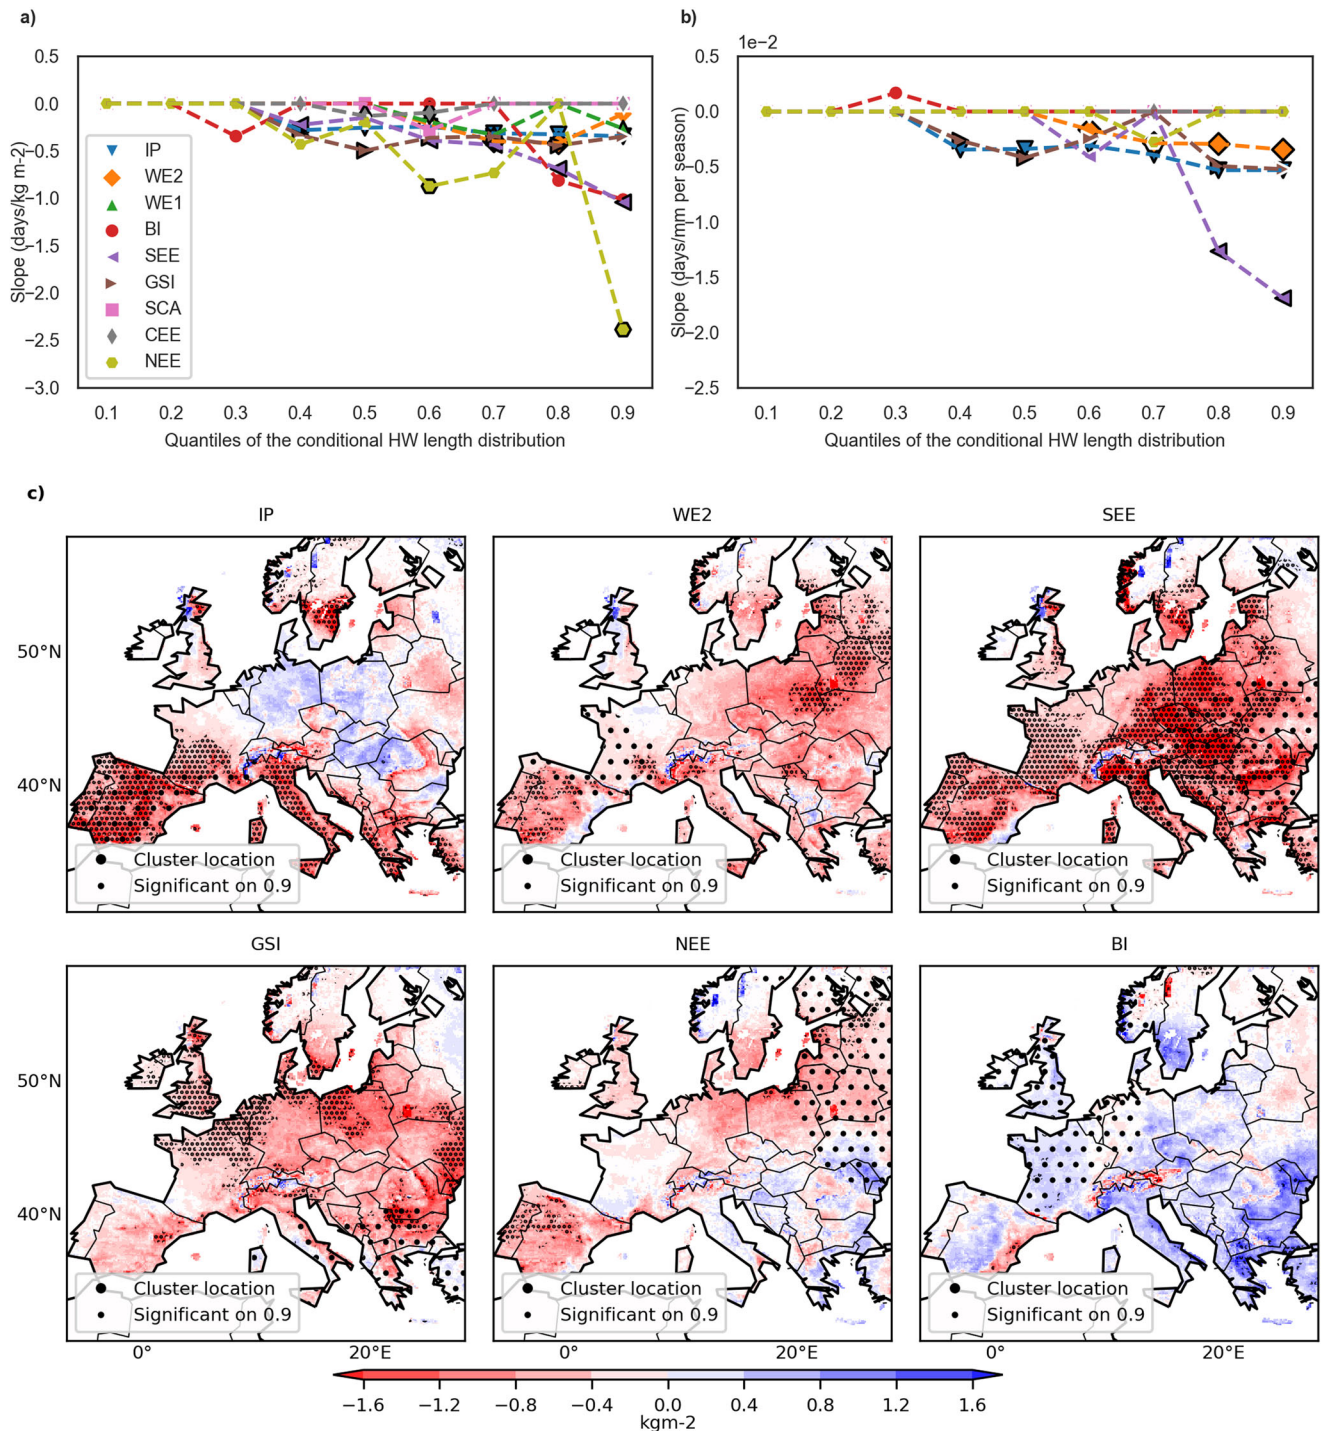 a)
0.5
0.0
−0.5
−1.0
−1.5
−2.0
−2.5
−3.0
Slope (days/kg m-2)
IP
WE2
WE1
BI
SEE
GSI
SCA
CEE
NEE
0.1 0.2 0.3 0.4 0.5 0.6 0.7 0.8 0.9
Quantiles of the conditional HW length distribution
b)
1e−2
0.5
0.0
−0.5
−1.0
−1.5
−2.0
−2.5
Slope (days/mm per season)
0.1 0.2 0.3 0.4 0.5 0.6 0.7 0.8 0.9
Quantiles of the conditional HW length distribution
c)
IP WE2 SEE
50°N
40°N
Cluster location
Significant on 0.9
Cluster location
Significant on 0.9
Cluster location
Significant on 0.9
GSI NEE BI
50°N
40°N
Cluster location
Significant on 0.9
Cluster location
Significant on 0.9
Cluster location
Significant on 0.9
0° 20°E 0° 20°E 0° 20°E
−1.6 −1.2 −0.8 −0.4 0.0 0.4 0.8 1.2 1.6
kgm-2